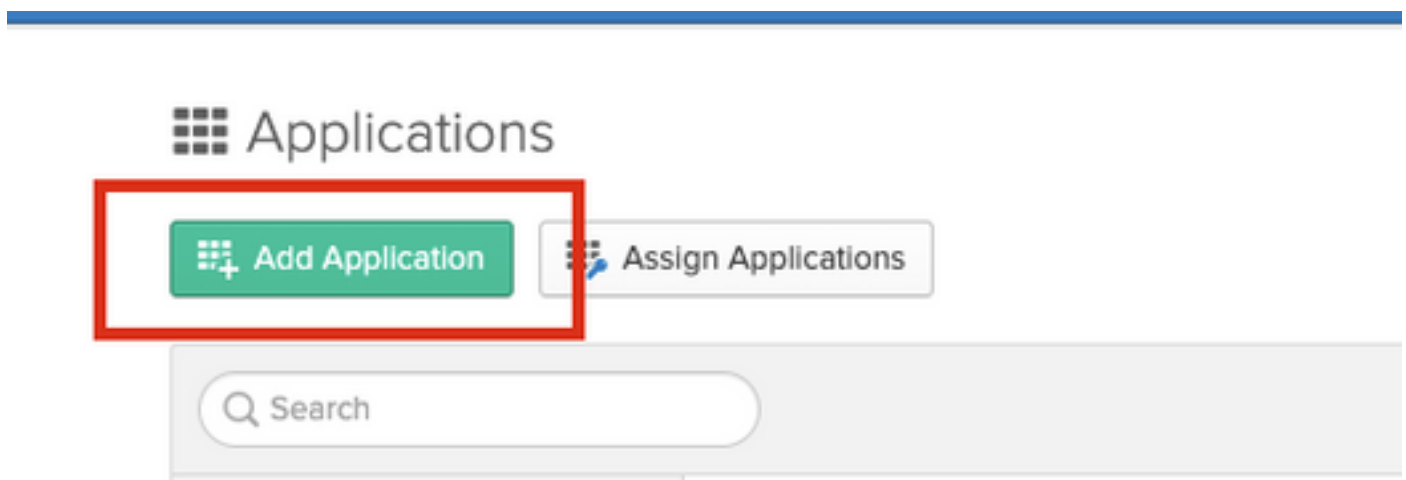 Applications
Add Application
Assign Applications
Search